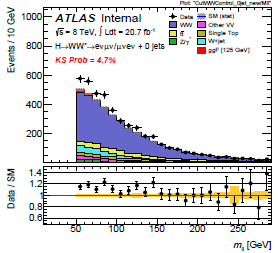 Plot: "CutWWControl_0jet_new/Mll"
ATLAS Internal
√s = 8 TeV, ∫ Ldt = 20.7 fb⁻¹
H→WW*→eνμν/μνeν + 0 jets
KS Prob = 4.7%
Data
SM (stat)
WW
Other VV
tt̄
Single Top
Z/γ
W+jet
ggF [125 GeV]
Events / 10 GeV
1000
800
600
400
200
Data / SM
1.4
1.2
1
0.8
0.6
50 100 150 200 250
mll [GeV]